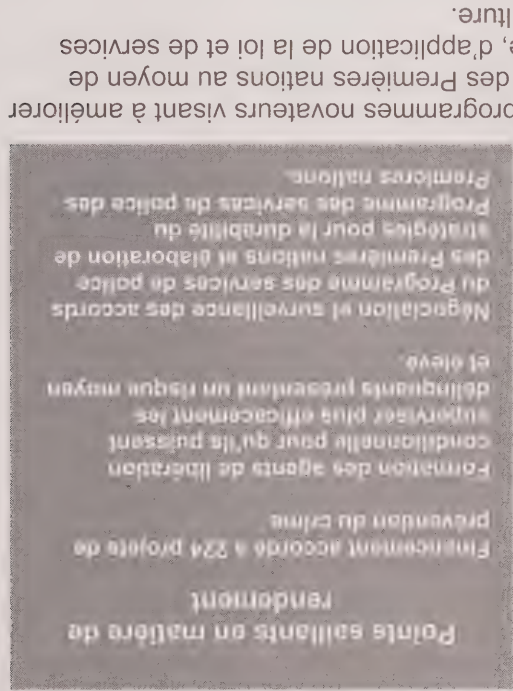 Points saillants en matière de
rendement
Financement accordé à 224 projets de
prévention du crime.
Formation des agents de libération
conditionnelle pour qu'ils puissent
superviser plus efficacement les
délinquants présentant un risque moyen
et élevé.
Négociation et surveillance des accords
du Programme des services de police
des Premières nations et élaboration de
stratégies pour la durabilité du
Programme des services de police des
Premières nations.
programmes novateurs visant à améliorer
des Premières nations au moyen de
, d'application de la loi et de services
lture.